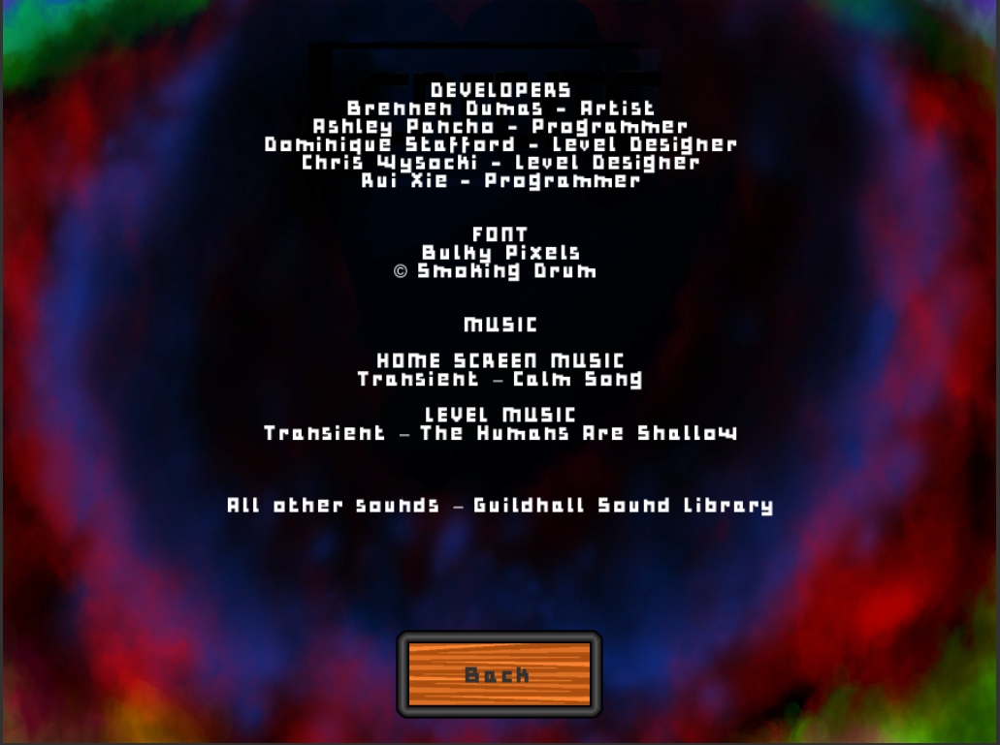 DEVELOPERS
Brennen Dumas - Artist
Ashley Pancho - Programmer
Dominique Stafford - Level Designer
Chris Wysocki - Level Designer
Rui Xie - Programmer
FONT
Bulky Pixels
© Smoking Drum
MUSIC
HOME SCREEN MUSIC
Transient – Calm Song
LEVEL MUSIC
Transient – The Humans Are Shallow
All other sounds – Guildhall Sound Library
Back